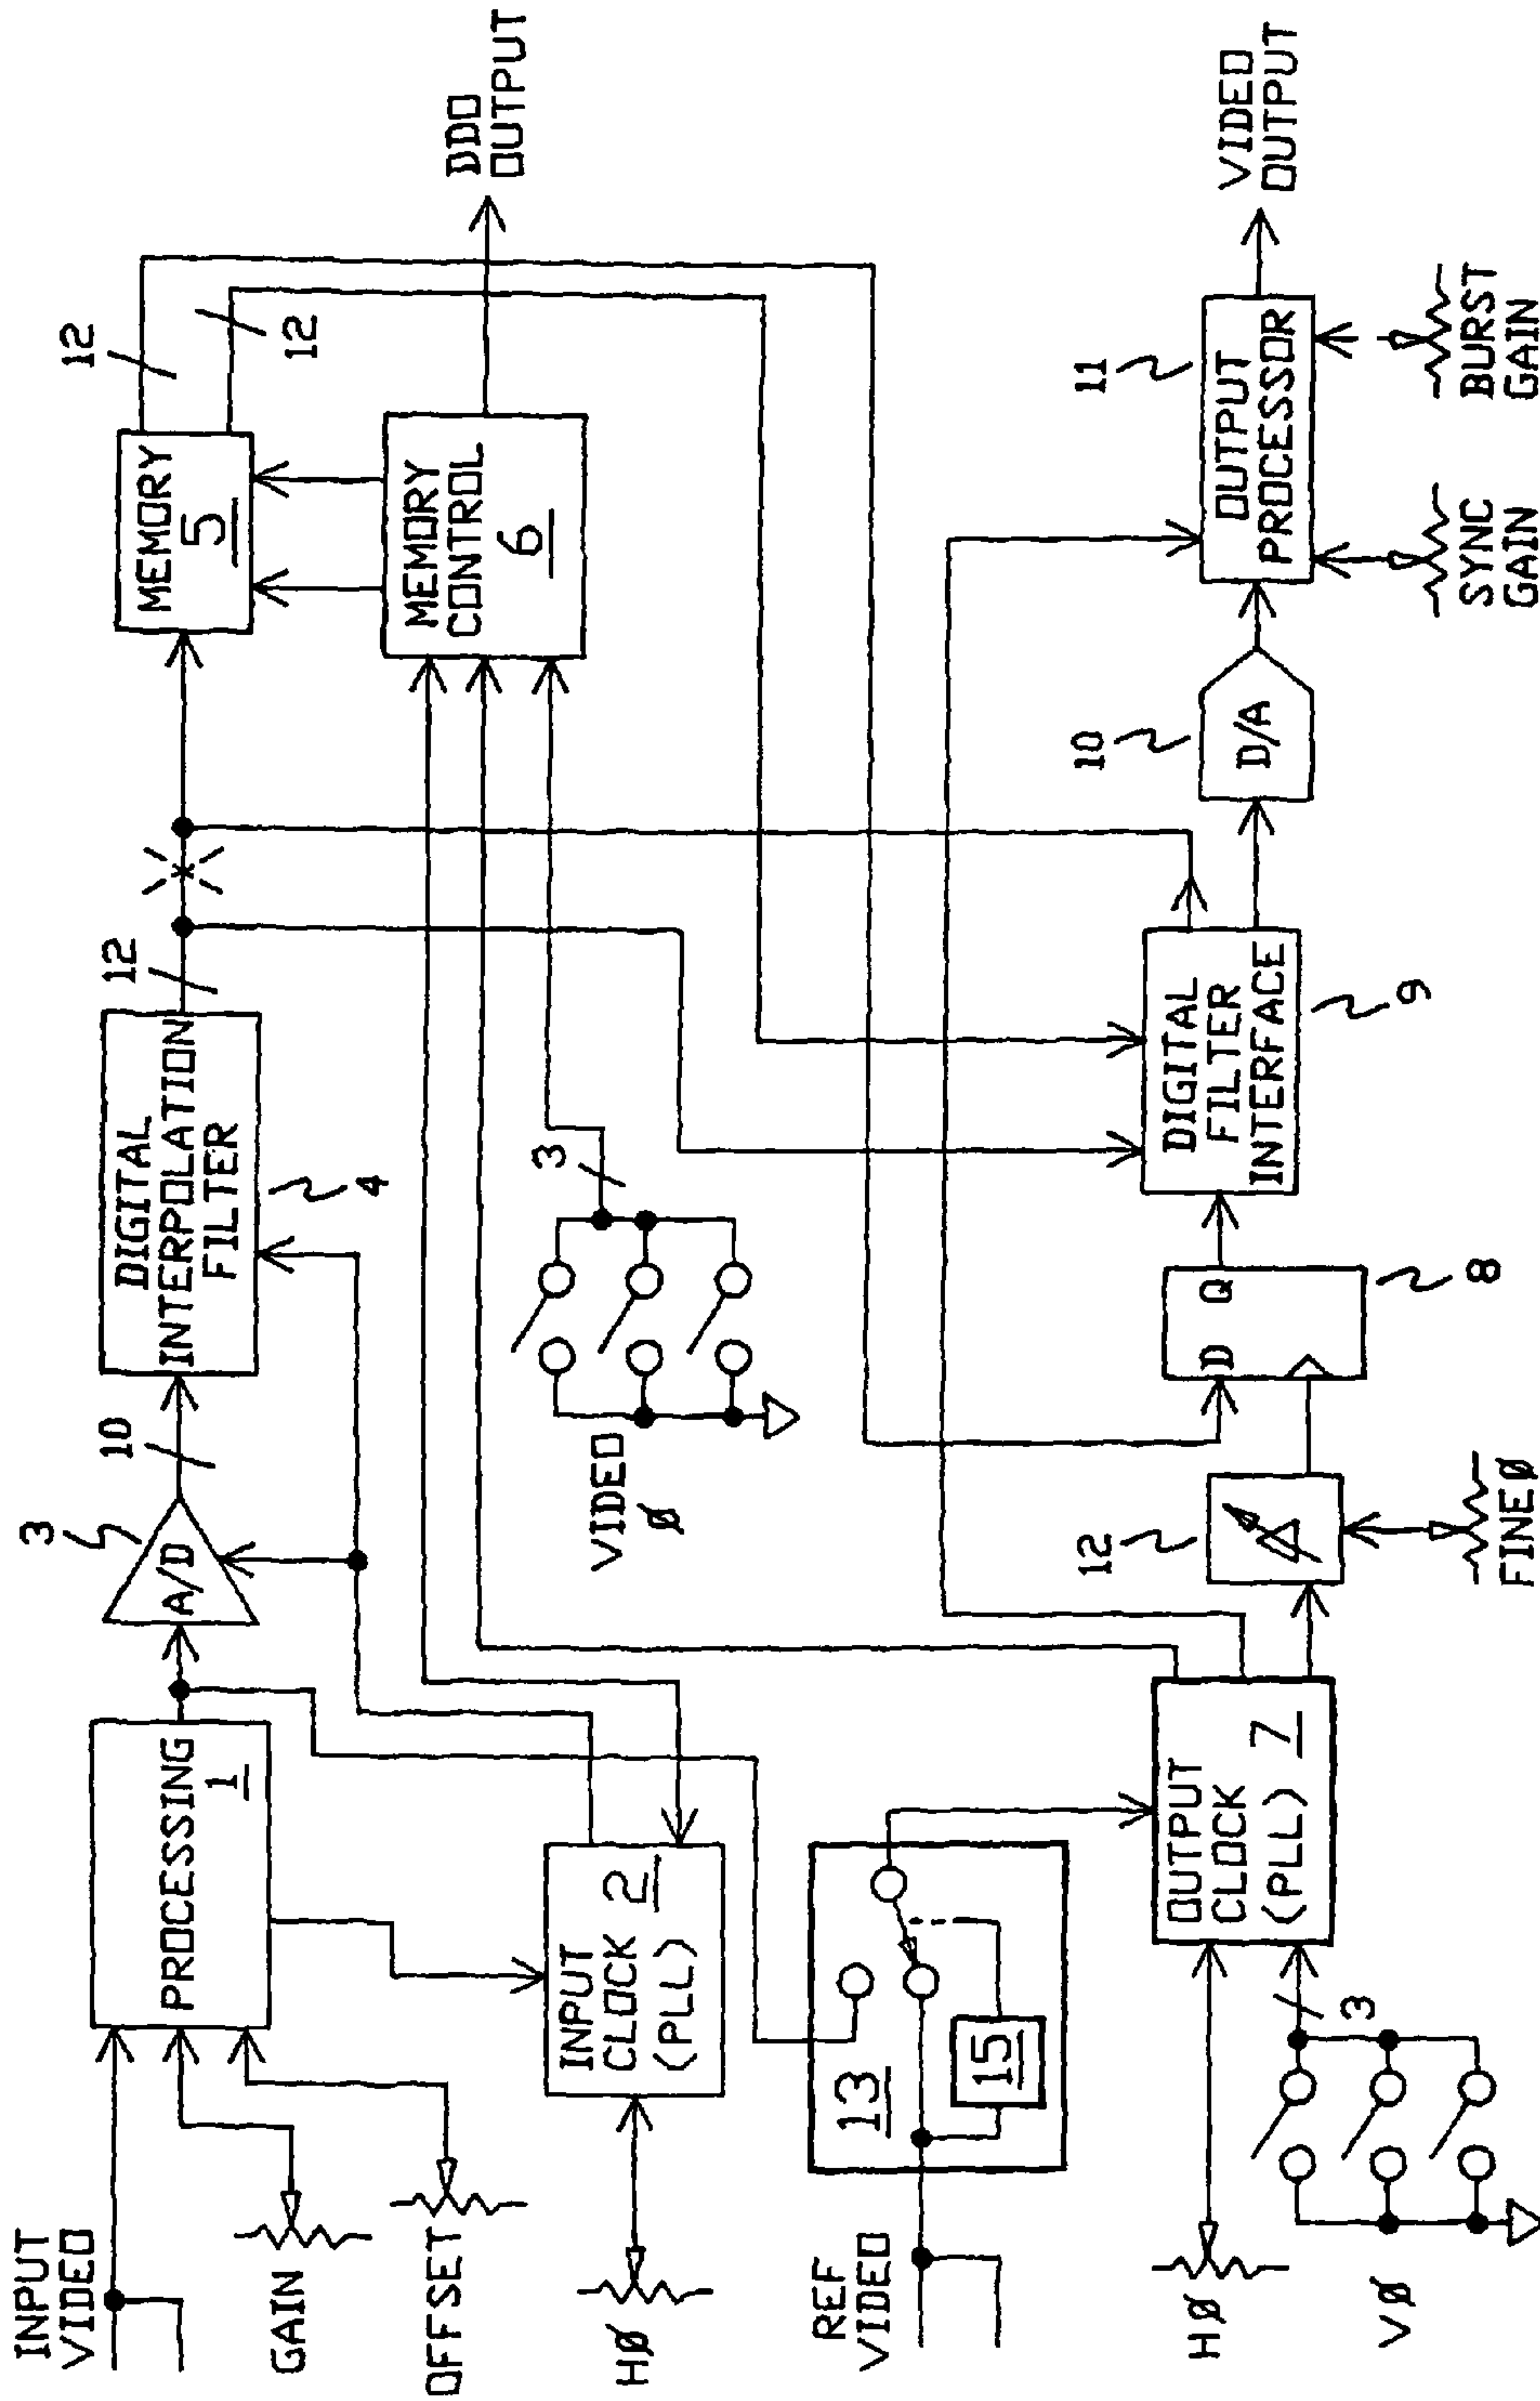 INPUT
VIDEO
GAIN
OFFSET
HØ
PROCESSING
1
3
A/D
10
DIGITAL
INTERPOLATION
FILTER
4
12
MEMORY
5
12
12
MEMORY
CONTROL
6
DDO
OUTPUT
INPUT
CLOCK 2
(PLL)
VIDEO
Ø
3
REF
VIDEO
13
15
HØ
VØ
3
OUTPUT
CLOCK
(PLL) 7
12
FINE Ø
D Q
8
DIGITAL
FILTER
INTERFACE
9
10
D/A
11
OUTPUT
PROCESSOR
SYNC
GAIN
BURST
GAIN
VIDEO
OUTPUT